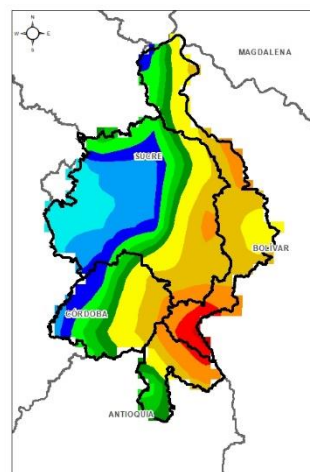 N
W E
S
MAGDALENA
SUCRE
BOLIVAR
CORDOBA
ANTIOQUIA